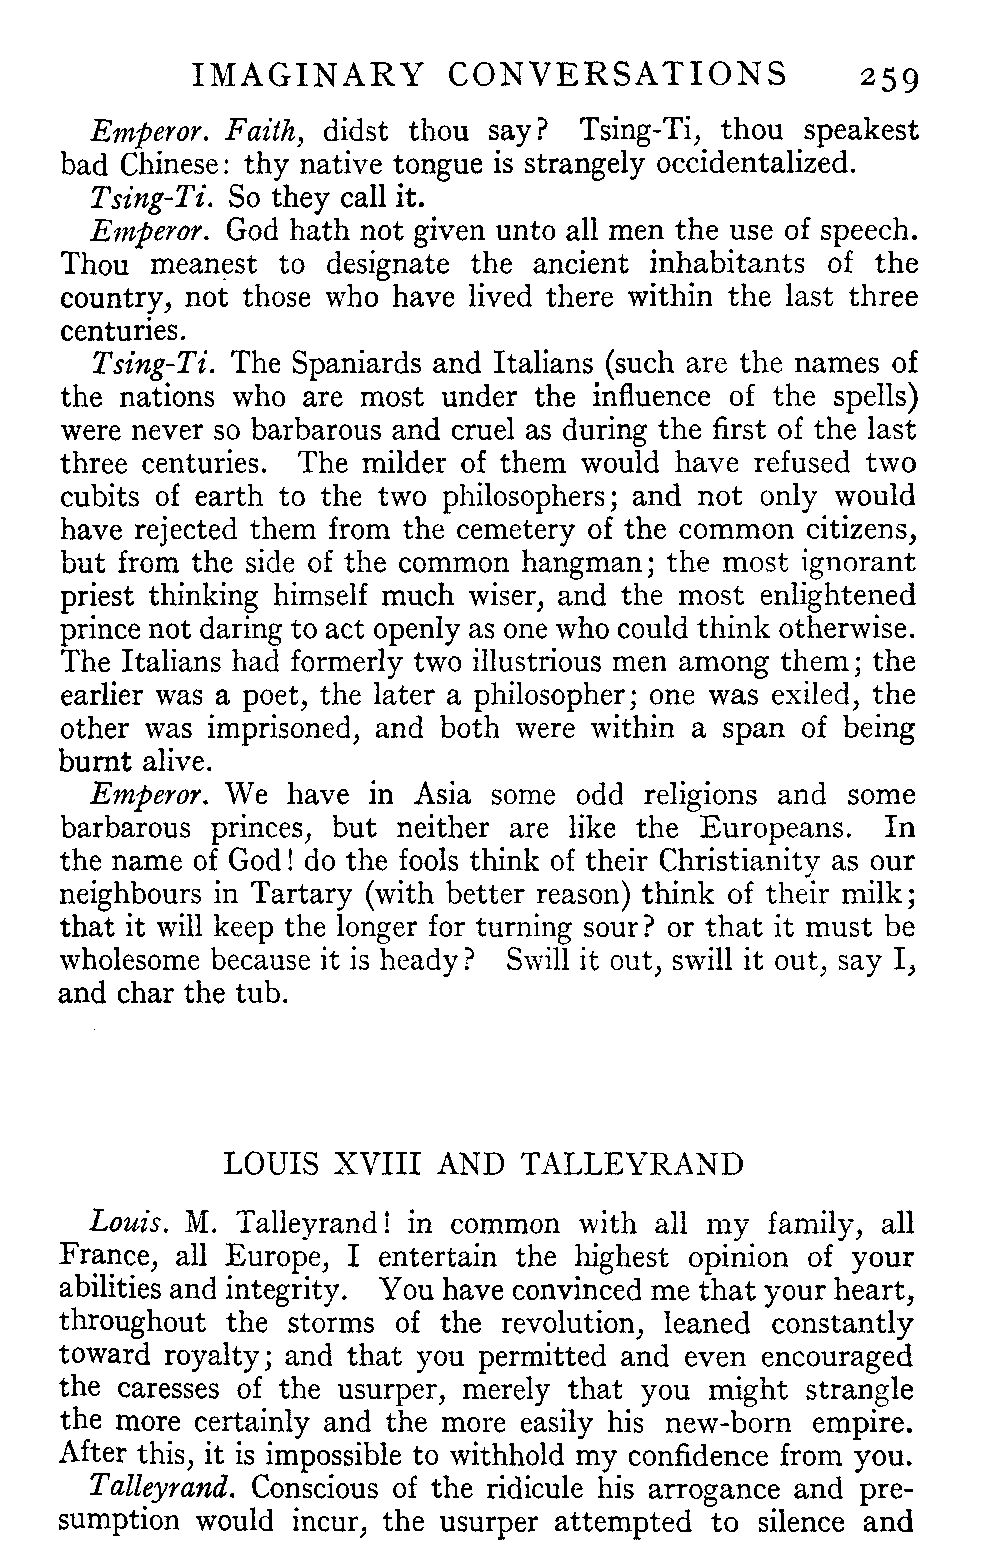 IMAGINARY CONVERSATIONS 259
Emperor. Faith, didst thou say? Tsing-Ti, thou speakest
bad Chinese: thy native tongue is strangely occidentalized.
Tsing-Ti. So they call it.
Emperor. God hath not given unto all men the use of speech.
Thou meanest to designate the ancient inhabitants of the
country, not those who have lived there within the last three
centuries.
Tsing-Ti. The Spaniards and Italians (such are the names of
the nations who are most under the influence of the spells)
were never so barbarous and cruel as during the first of the last
three centuries. The milder of them would have refused two
cubits of earth to the two philosophers; and not only would
have rejected them from the cemetery of the common citizens,
but from the side of the common hangman; the most ignorant
priest thinking himself much wiser, and the most enlightened
prince not daring to act openly as one who could think otherwise.
The Italians had formerly two illustrious men among them; the
earlier was a poet, the later a philosopher; one was exiled, the
other was imprisoned, and both were within a span of being
burnt alive.
Emperor. We have in Asia some odd religions and some
barbarous princes, but neither are like the Europeans. In
the name of God! do the fools think of their Christianity as our
neighbours in Tartary (with better reason) think of their milk;
that it will keep the longer for turning sour? or that it must be
wholesome because it is heady? Swill it out, swill it out, say I,
and char the tub.
LOUIS XVIII AND TALLEYRAND
Louis. M. Talleyrand! in common with all my family, all
France, all Europe, I entertain the highest opinion of your
abilities and integrity. You have convinced me that your heart,
throughout the storms of the revolution, leaned constantly
toward royalty; and that you permitted and even encouraged
the caresses of the usurper, merely that you might strangle
the more certainly and the more easily his new-born empire.
After this, it is impossible to withhold my confidence from you.
Talleyrand. Conscious of the ridicule his arrogance and pre-
sumption would incur, the usurper attempted to silence and